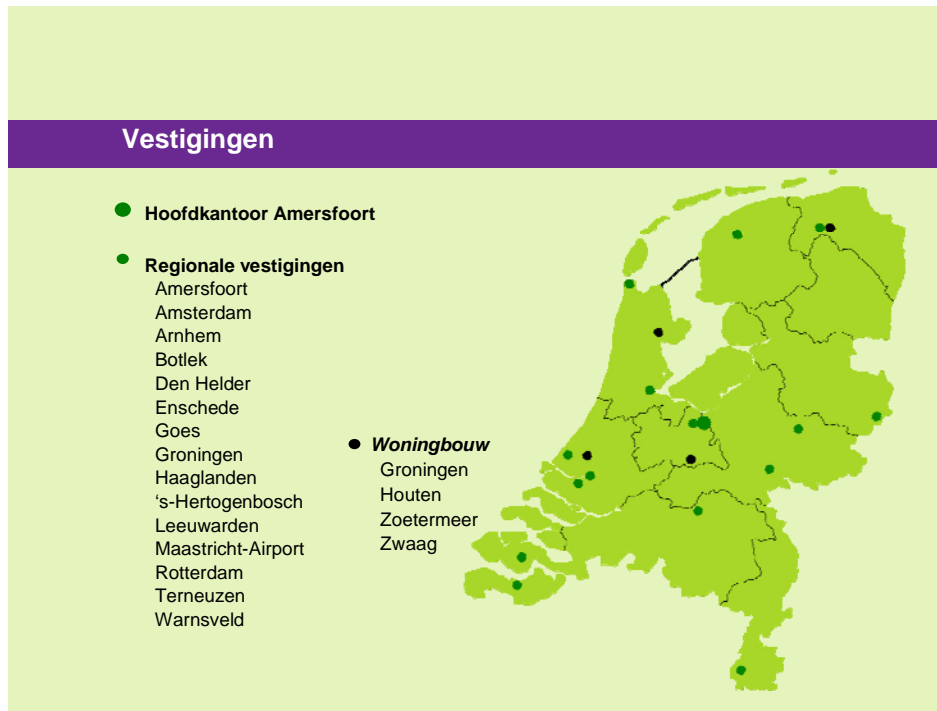 Vestigingen
Hoofdkantoor Amersfoort
Regionale vestigingen
Amersfoort
Amsterdam
Arnhem
Botlek
Den Helder
Enschede
Goes
Groningen
Haaglanden
‘s-Hertogenbosch
Leeuwarden
Maastricht-Airport
Rotterdam
Terneuzen
Warnsveld
Woningbouw
Groningen
Houten
Zoetermeer
Zwaag